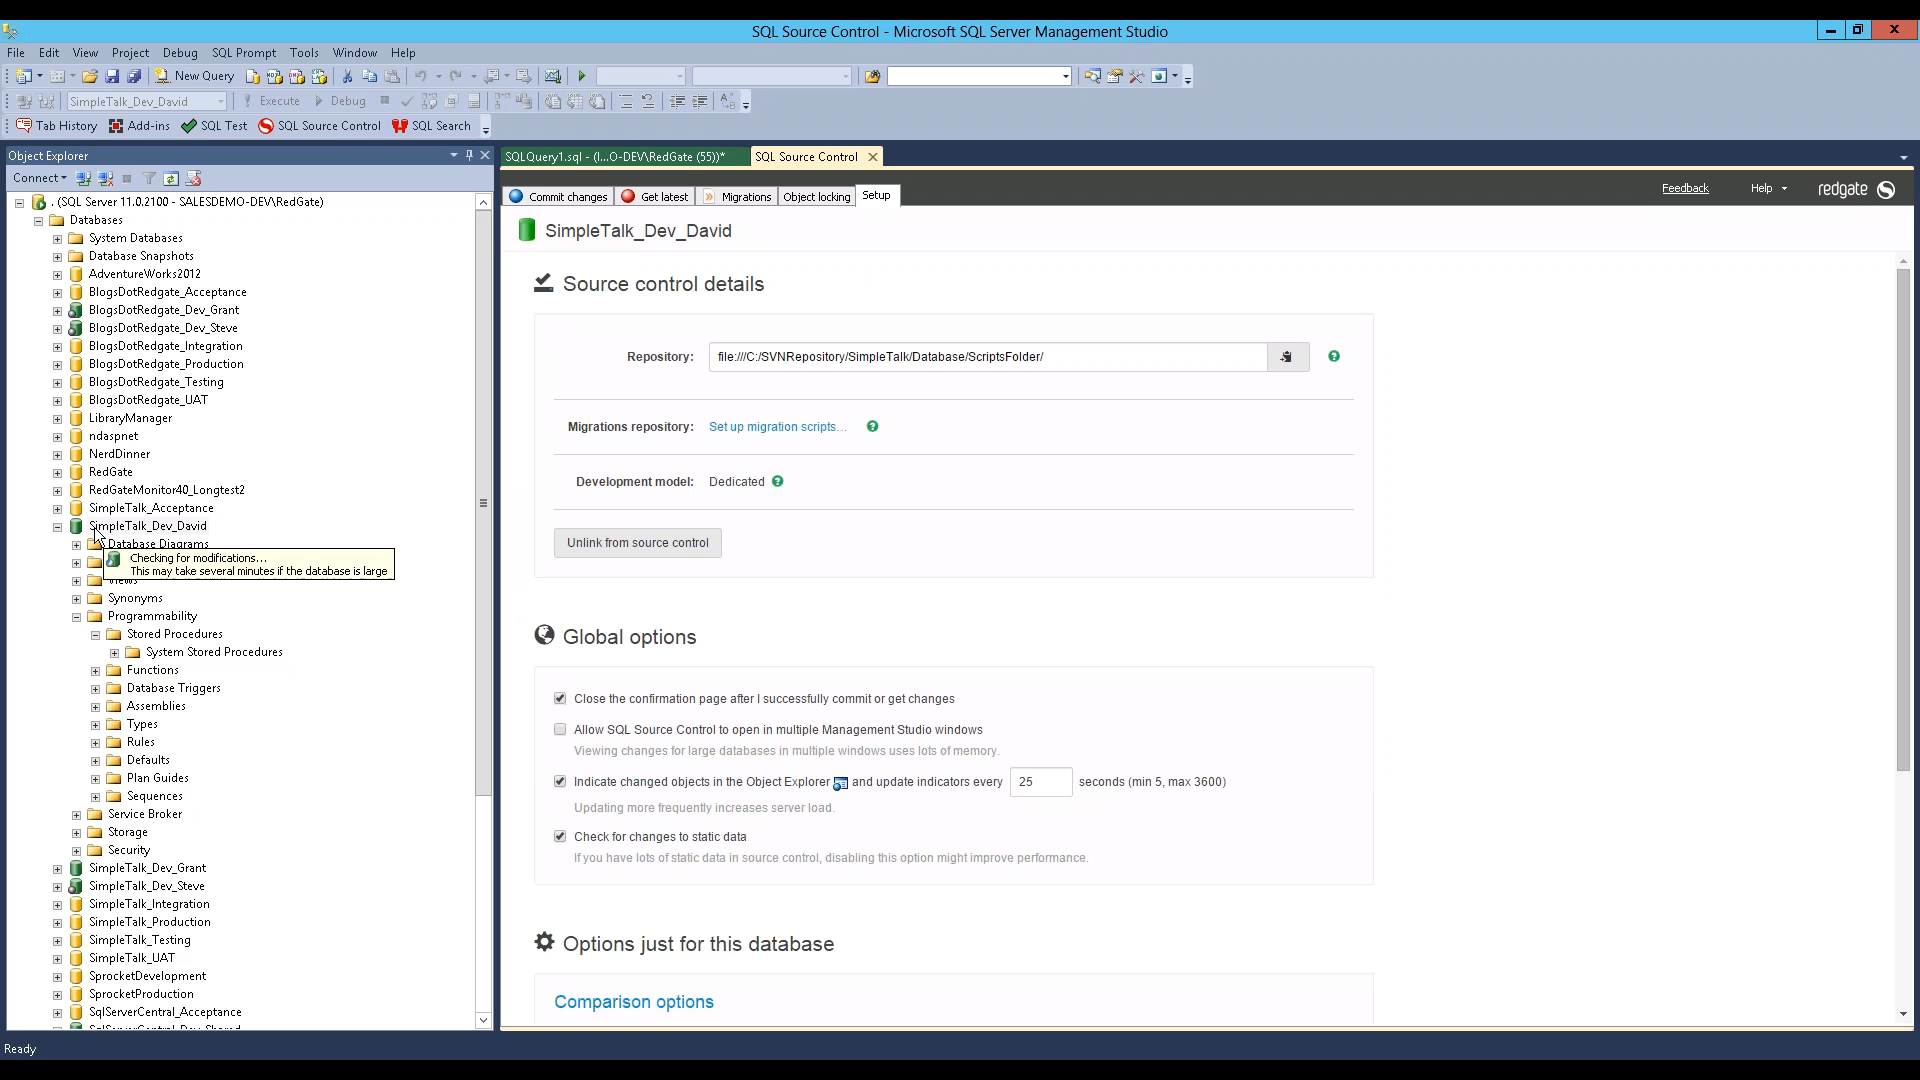 SQL Source Control - Microsoft SQL Server Management Studio
File Edit View Project Debug SQL Prompt Tools Window Help
New Query
SimpleTalk_Dev_David Execute Debug
Tab History Add-ins SQL Test SQL Source Control SQL Search
Object Explorer
Connect
. (SQL Server 11.0.2100 - SALESDEMO-DEV\RedGate)
Databases
System Databases
Database Snapshots
AdventureWorks2012
BlogsDotRedgate_Acceptance
BlogsDotRedgate_Dev_Grant
BlogsDotRedgate_Dev_Steve
BlogsDotRedgate_Integration
BlogsDotRedgate_Production
BlogsDotRedgate_Testing
BlogsDotRedgate_UAT
LibraryManager
ndaspnet
NerdDinner
RedGate
RedGateMonitor40_Longtest2
SimpleTalk_Acceptance
SimpleTalk_Dev_David
Database Diagrams
Checking for modifications...
This may take several minutes if the database is large
Views
Synonyms
Programmability
Stored Procedures
System Stored Procedures
Functions
Database Triggers
Assemblies
Types
Rules
Defaults
Plan Guides
Sequences
Service Broker
Storage
Security
SimpleTalk_Dev_Grant
SimpleTalk_Dev_Steve
SimpleTalk_Integration
SimpleTalk_Production
SimpleTalk_Testing
SimpleTalk_UAT
SprocketDevelopment
SprocketProduction
SqlServerCentral_Acceptance
SqlServerCentral_Dev_Shared
SQLQuery1.sql - (l...O-DEV\RedGate (55))* SQL Source Control
Commit changes Get latest Migrations Object locking Setup
Feedback Help redgate
SimpleTalk_Dev_David
Source control details
Repository: file:///C:/SVNRepository/SimpleTalk/Database/ScriptsFolder/
Migrations repository: Set up migration scripts...
Development model: Dedicated
Unlink from source control
Global options
Close the confirmation page after I successfully commit or get changes
Allow SQL Source Control to open in multiple Management Studio windows
Viewing changes for large databases in multiple windows uses lots of memory.
Indicate changed objects in the Object Explorer and update indicators every 25 seconds (min 5, max 3600)
Updating more frequently increases server load.
Check for changes to static data
If you have lots of static data in source control, disabling this option might improve performance.
Options just for this database
Comparison options
Ready